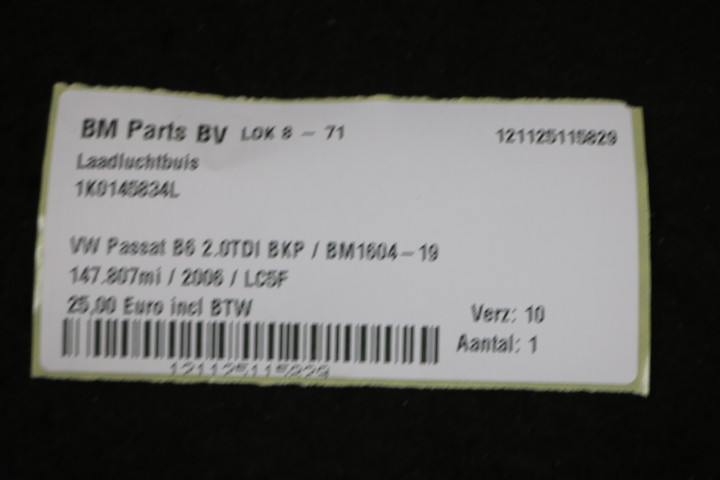 BM Parts BV LOK 8 - 71 121125115829
Laadluchtbuis
1K0145834L
VW Passat B6 2.0TDI BKP / BM1604-19
147.807mi / 2006 / LC5F
25,00 Euro incl BTW
Verz: 10
Aantal: 1
121125115829